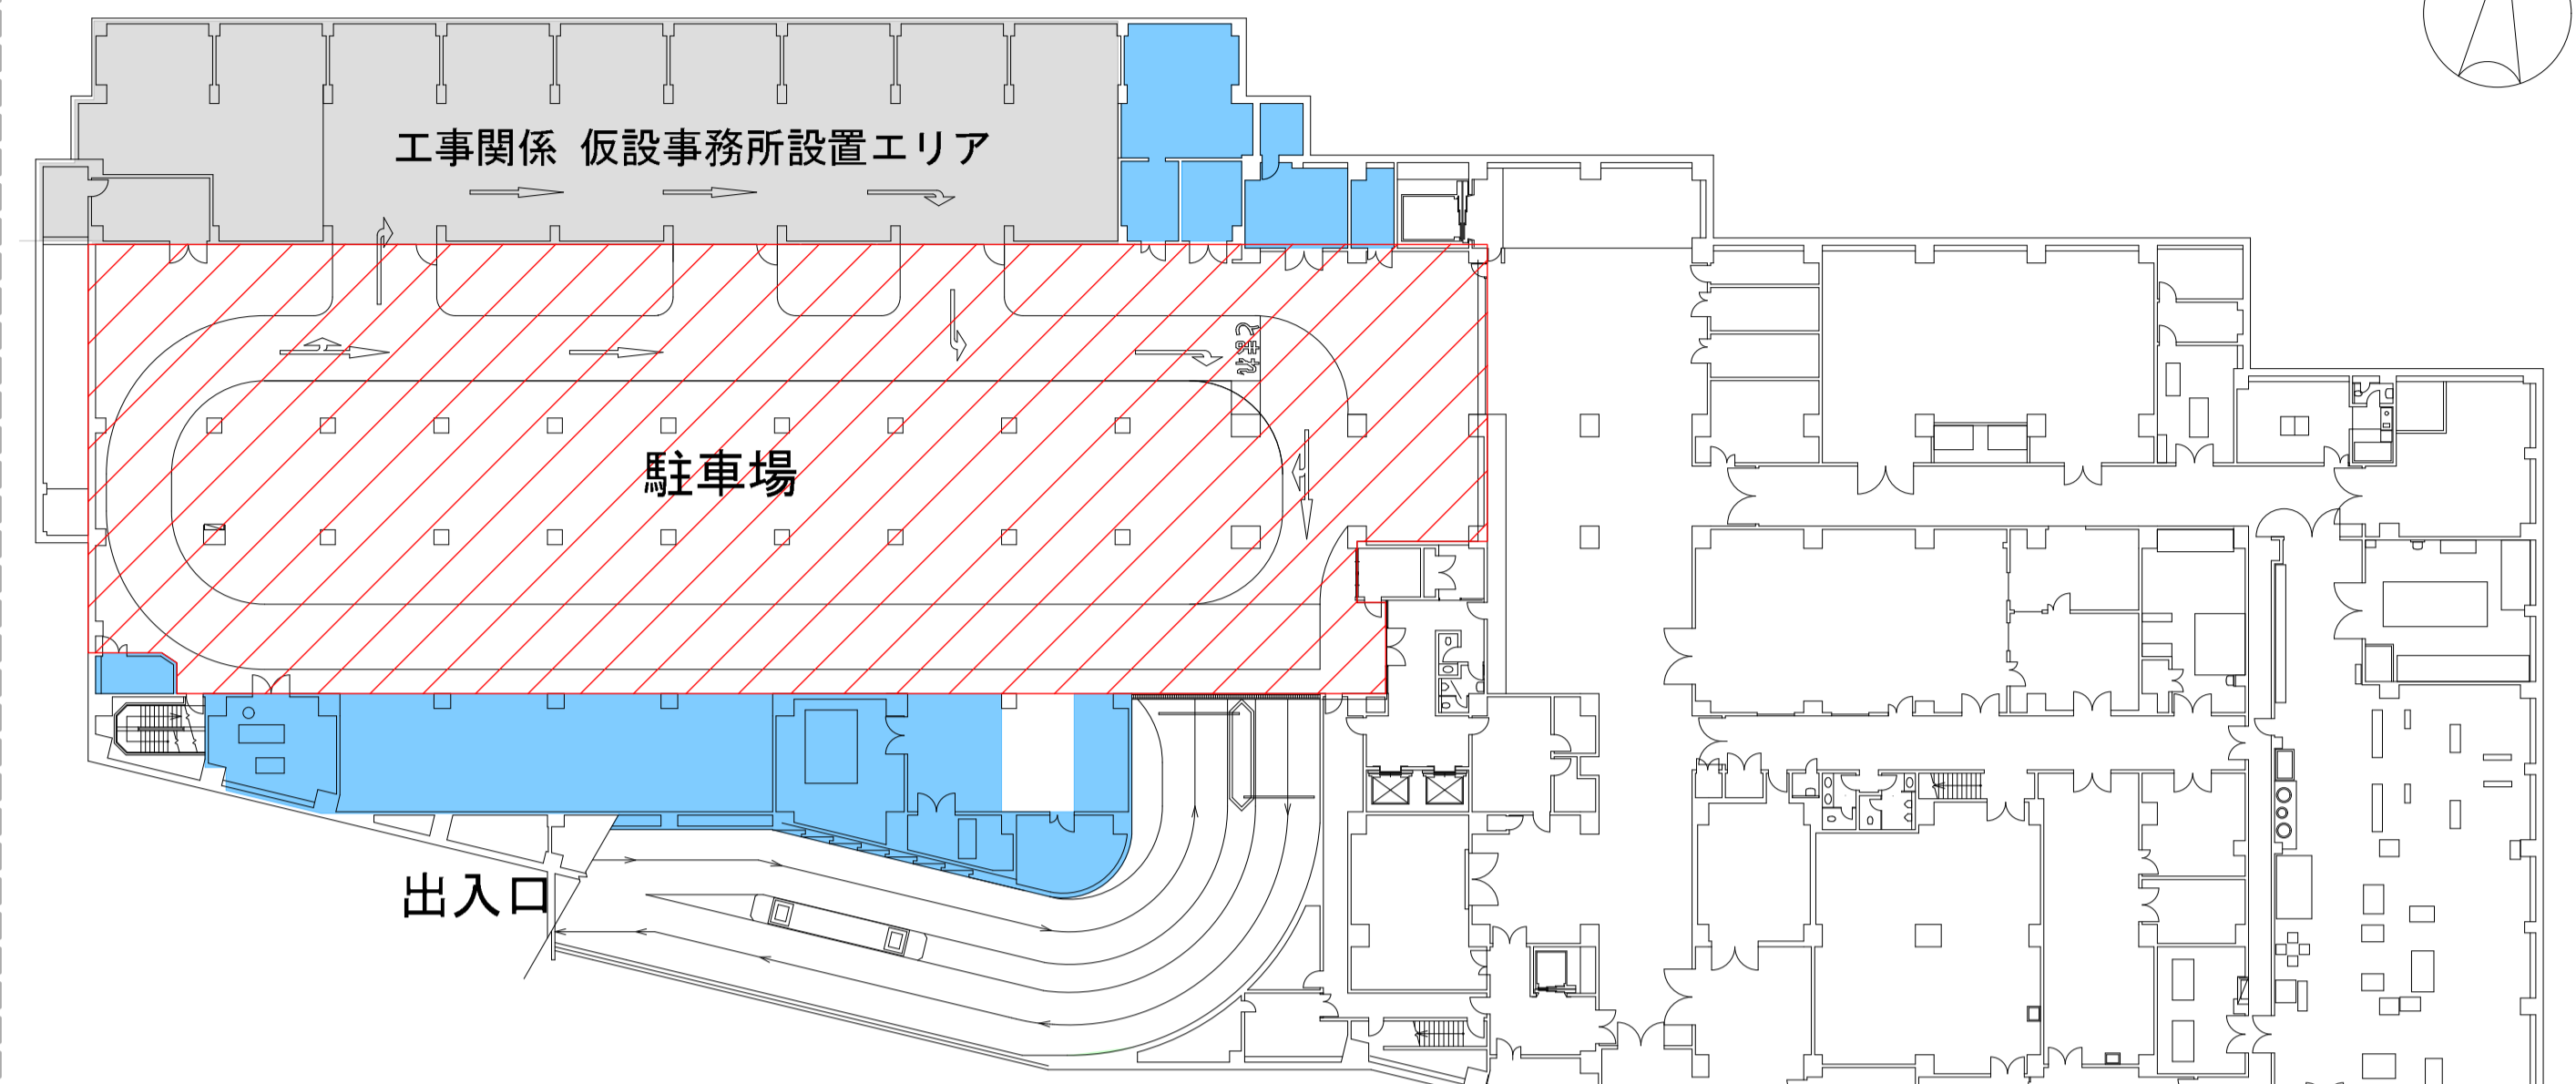 工事関係 仮設事務所設置エリア
とまれ
駐車場
出入口